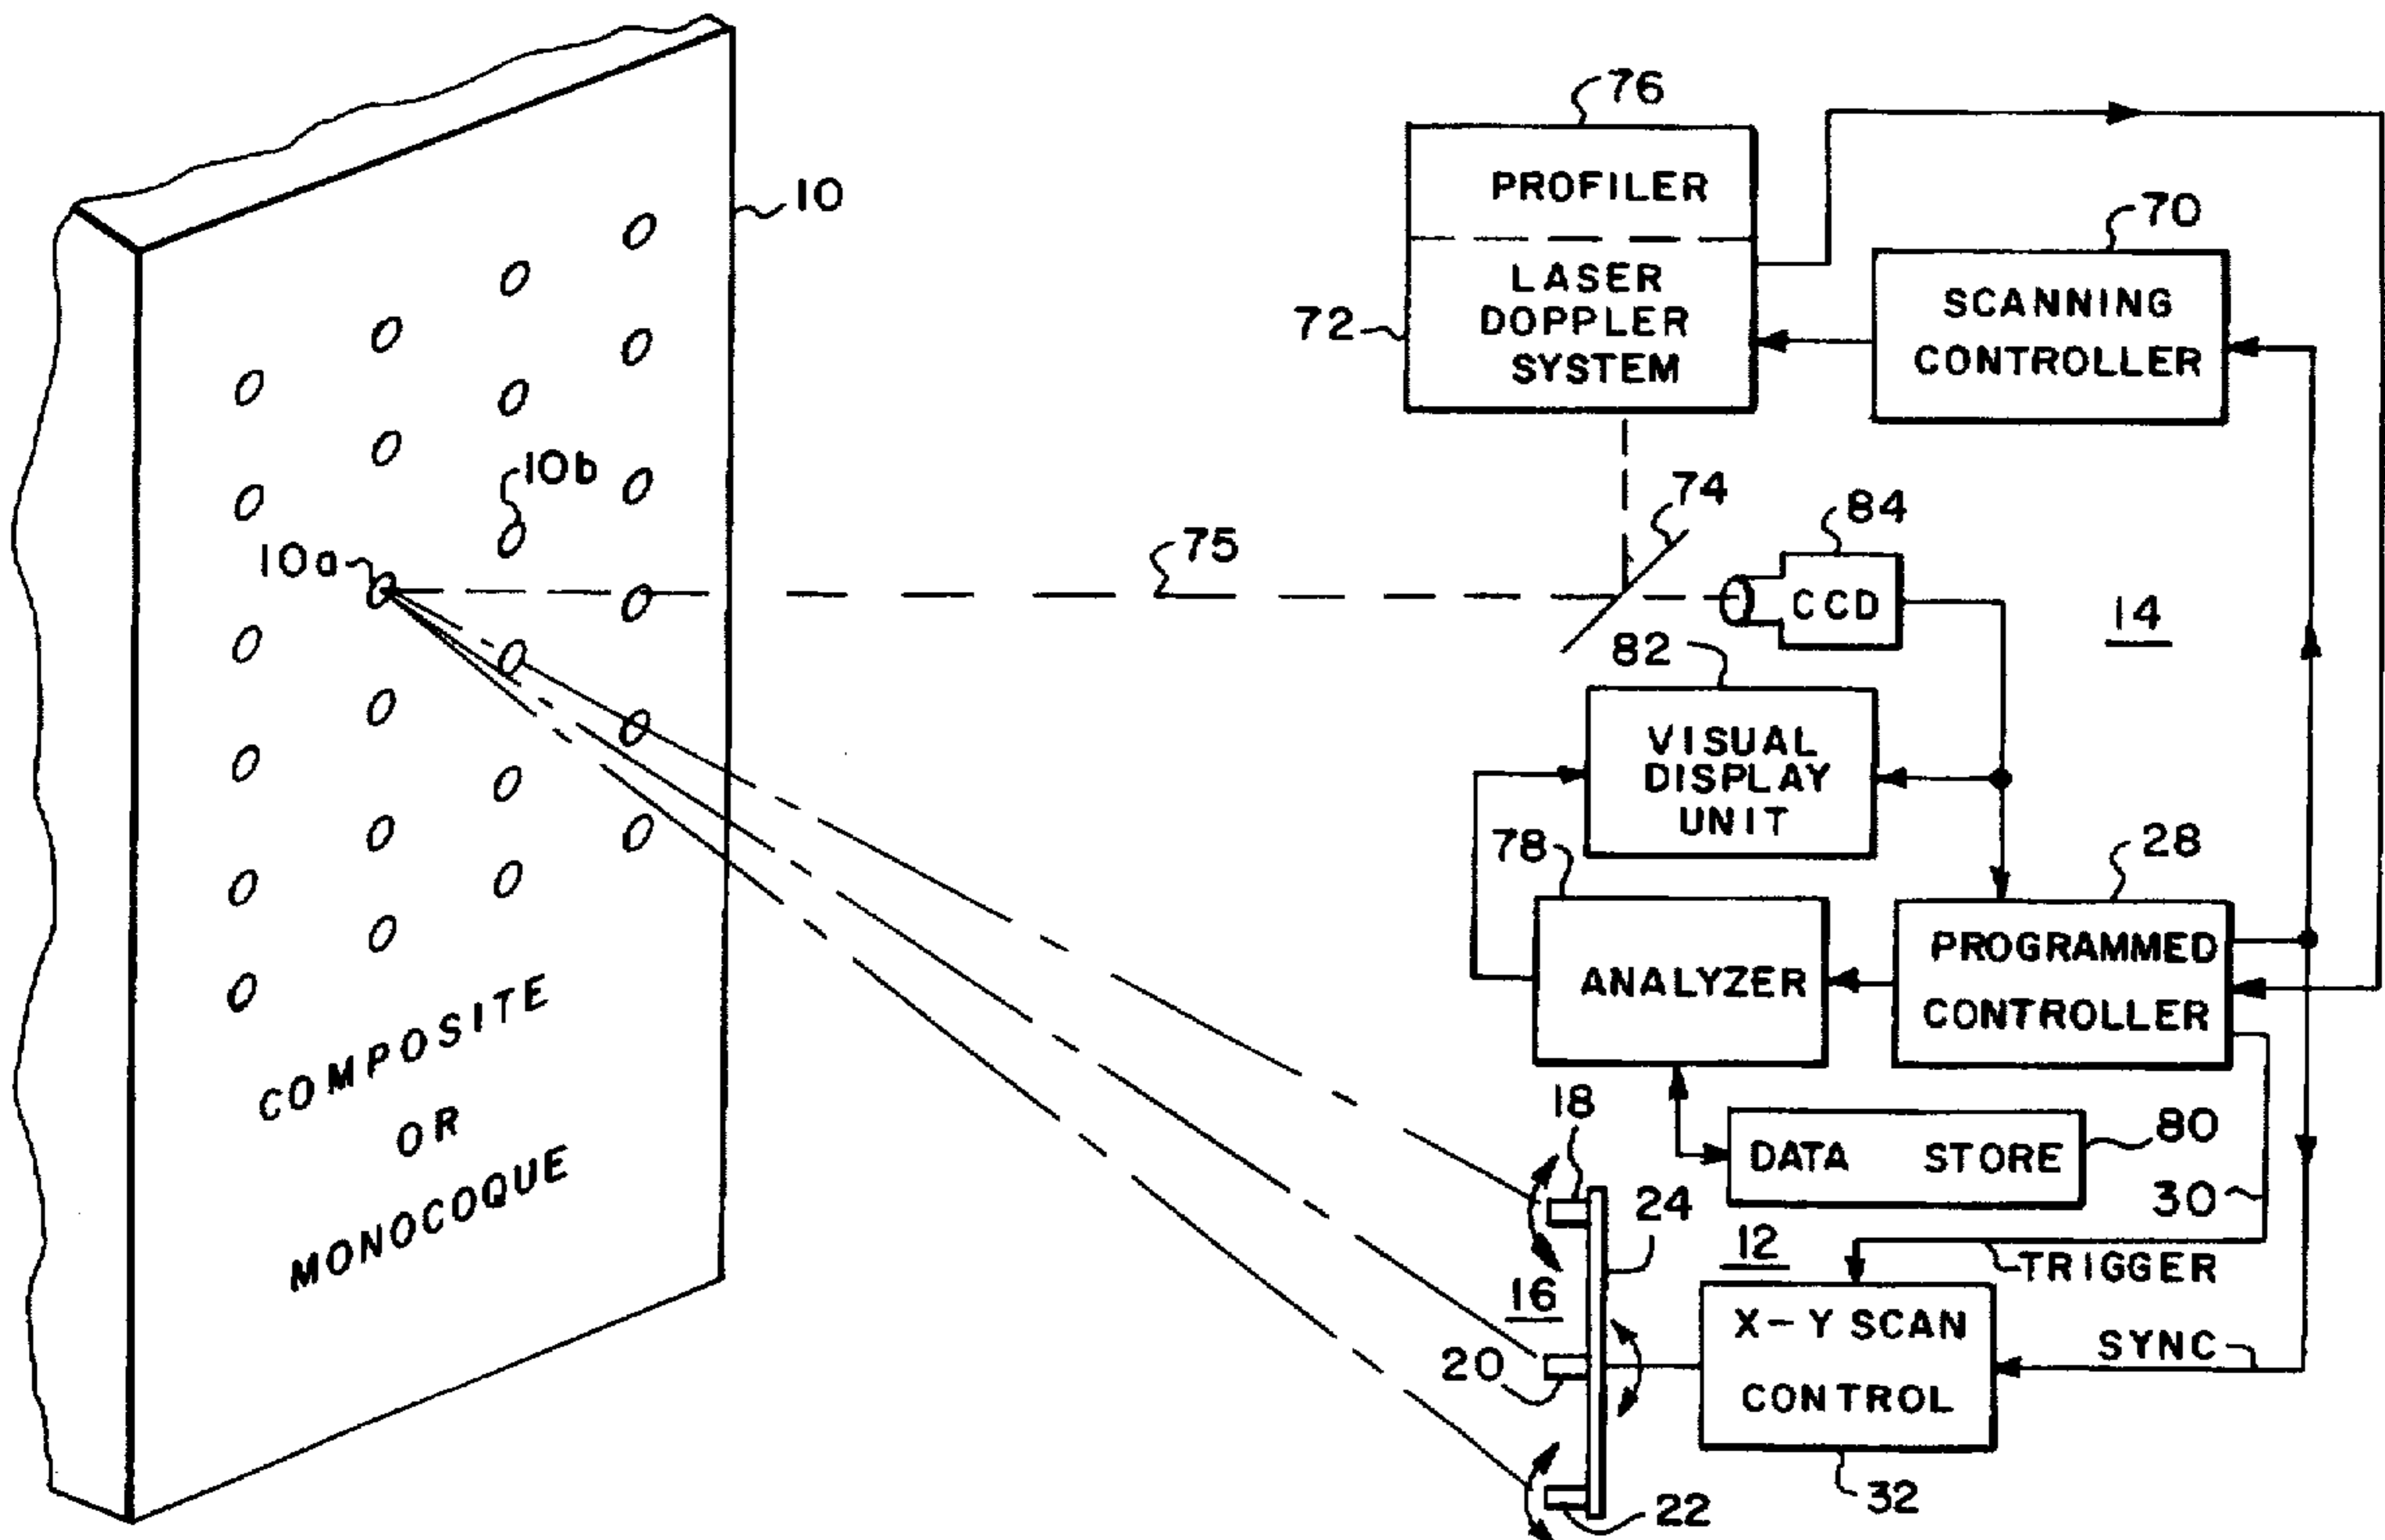 76
PROFILER
10
70
LASER
DOPPLER
SYSTEM
72
SCANNING
CONTROLLER
10b
74
84
75
10a
CCD
14
82
VISUAL
DISPLAY
UNIT
78
28
ANALYZER
PROGRAMMED
CONTROLLER
COMPOSITE
OR
MONOCOQUE
18
80
DATA STORE
24
30
12
TRIGGER
16
X-Y SCAN
CONTROL
SYNC
20
22
32